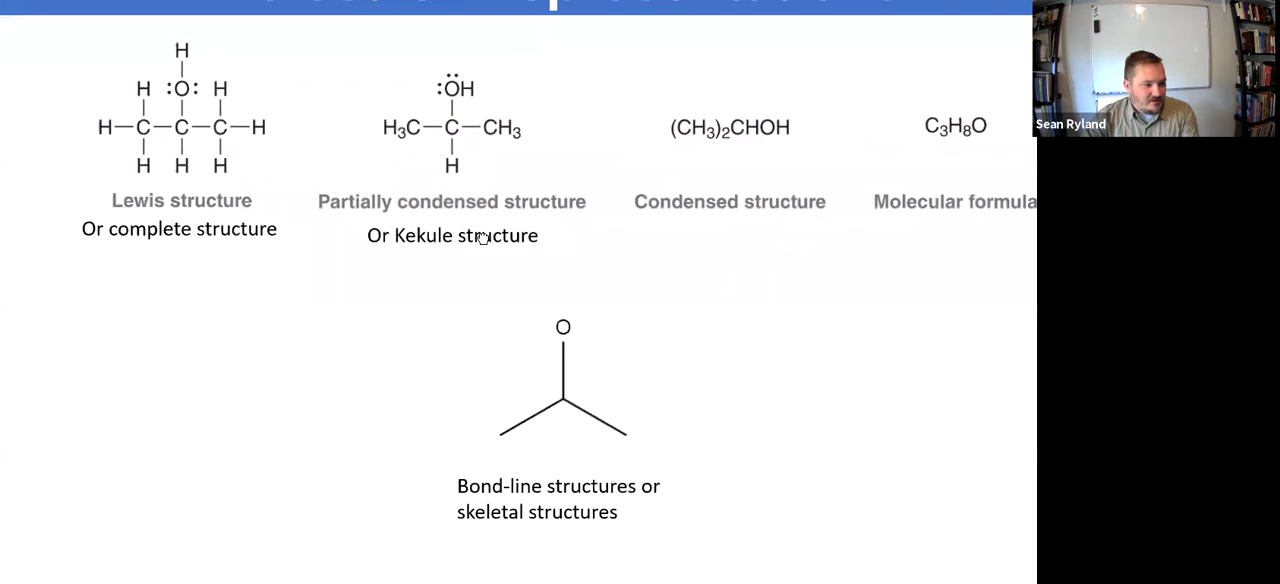 H
H :Ö: H
H–C–C–C–H
H H H
Lewis structure
Or complete structure
:ÖH
H₃C–C–CH₃
H
Partially condensed structure
Or Kekule structure
(CH₃)₂CHOH
Condensed structure
C₃H₈O
Molecular formula
O
Bond-line structures or
skeletal structures
Sean Ryland